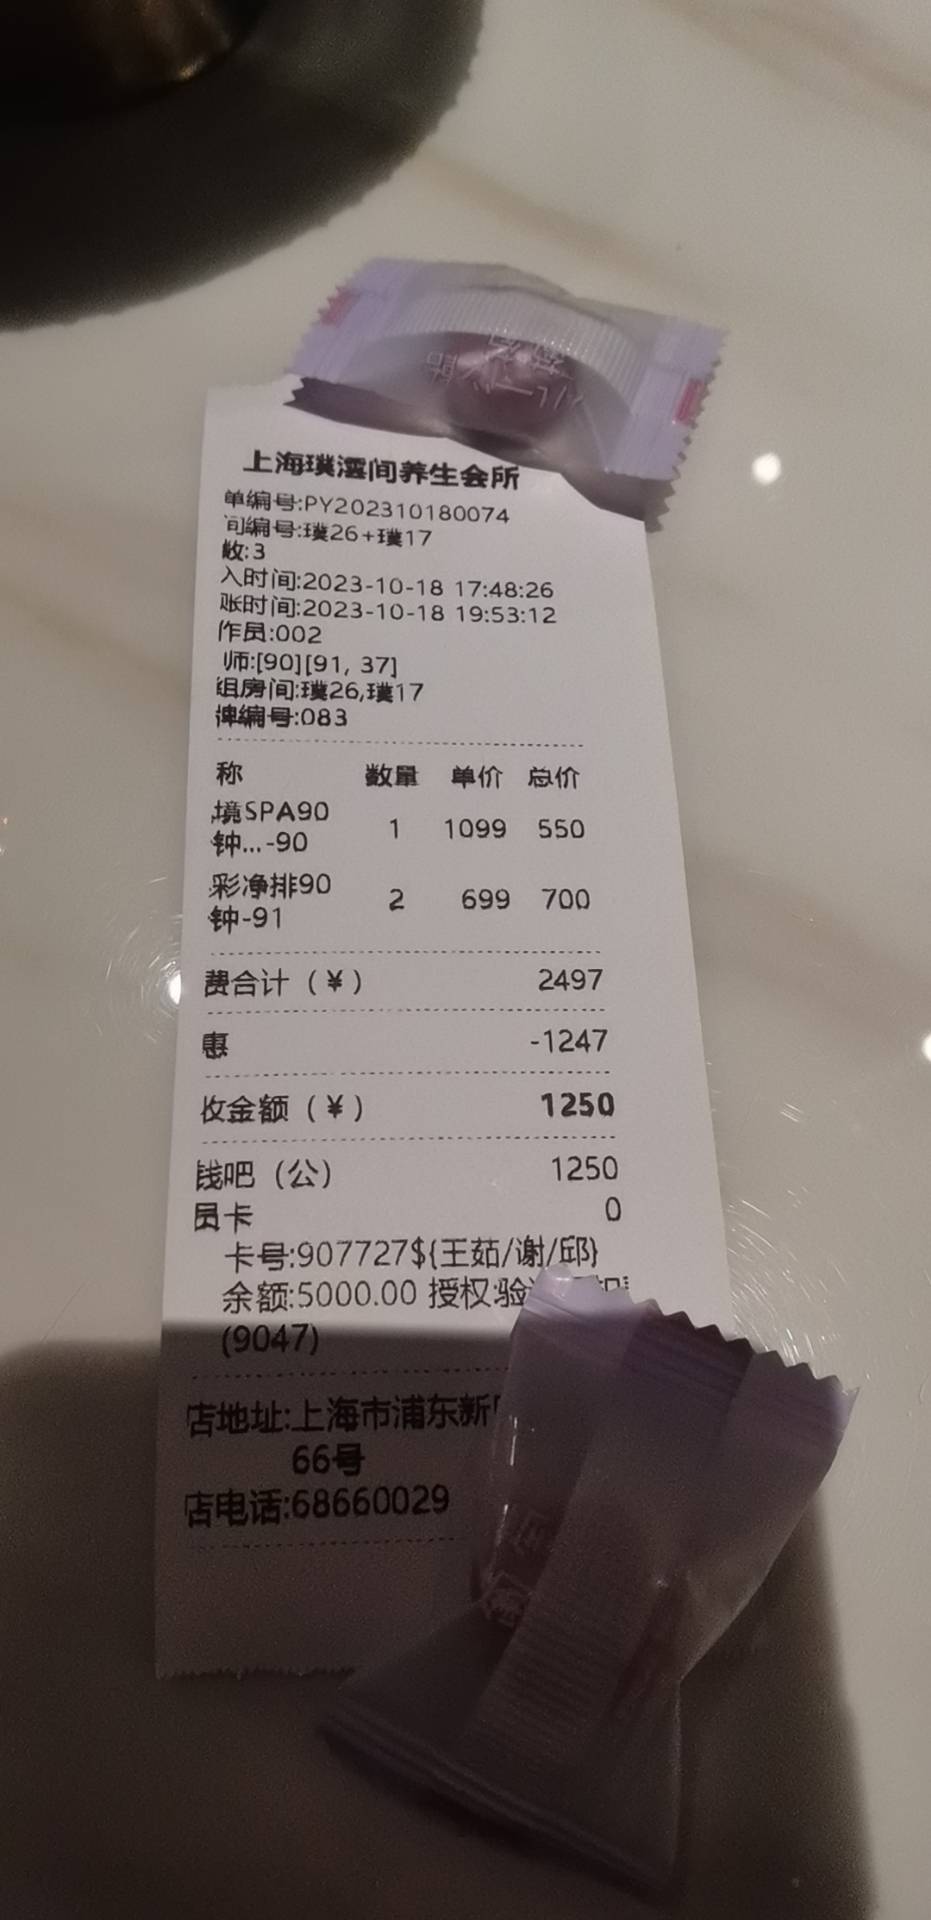 上海璞澐间养生会所
单编号:PY202310180074
间编号:璞26+璞17
收:3
入时间:2023-10-18 17:48:26
账时间:2023-10-18 19:53:12
作员:002
师:[90][91, 37]
组房间:璞26,璞17
牌编号:083
称 数量 单价 总价
境SPA90
钟...-90 1 1099 550
彩净排90
钟-91 2 699 700
费合计（¥） 2497
惠 -1247
收金额（¥） 1250
钱吧（公） 1250
员卡 0
卡号:907727${王茹/谢/邱}
余额:5000.00 授权:验
(9047)
店地址:上海市浦东新
66号
店电话:68660029